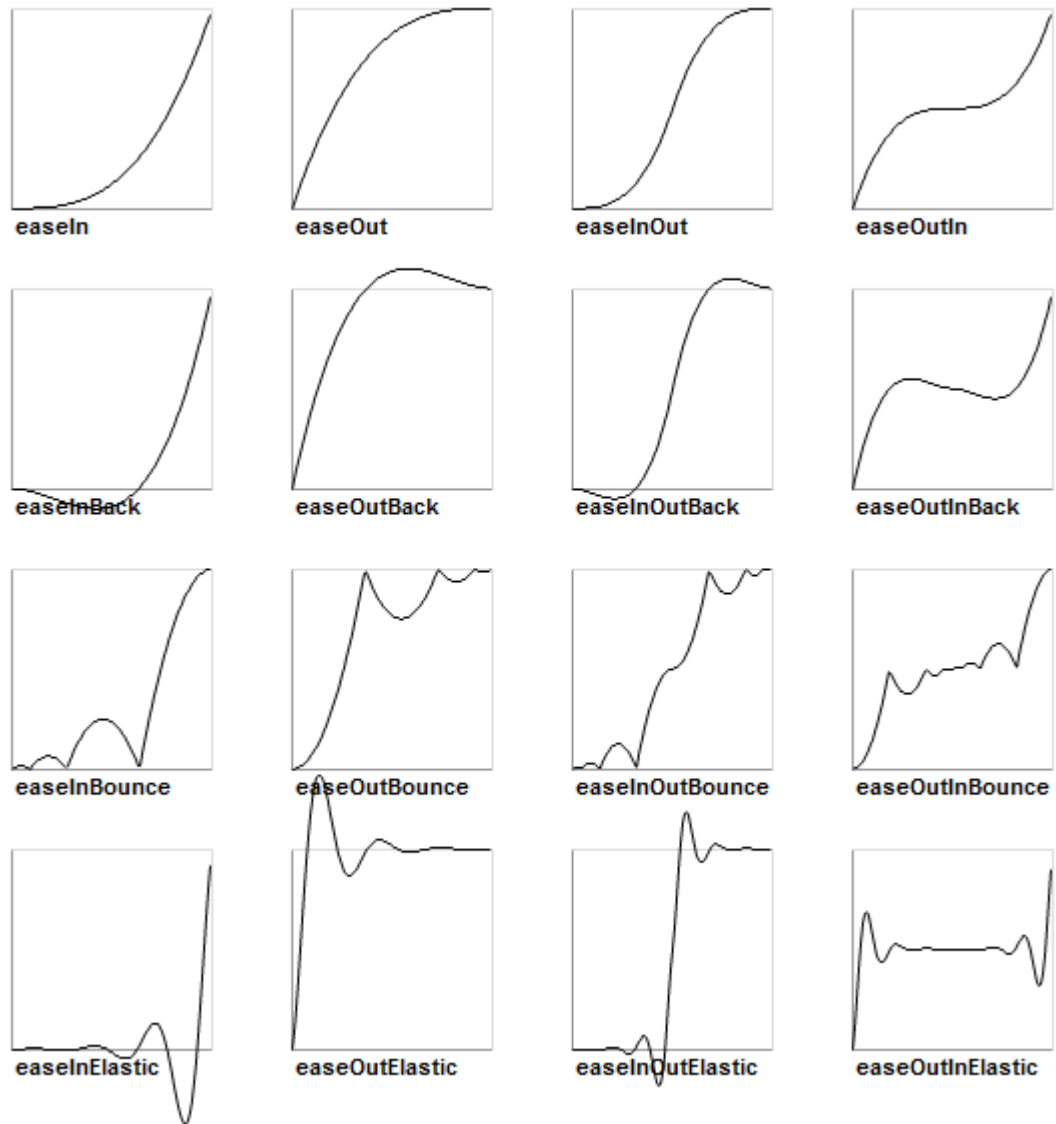 easeIn
easeOut
easeInOut
easeOutIn
easeInBack
easeOutBack
easeInOutBack
easeOutInBack
easeInBounce
easeOutBounce
easeInOutBounce
easeOutInBounce
easeInElastic
easeOutElastic
easeInOutElastic
easeOutInElastic